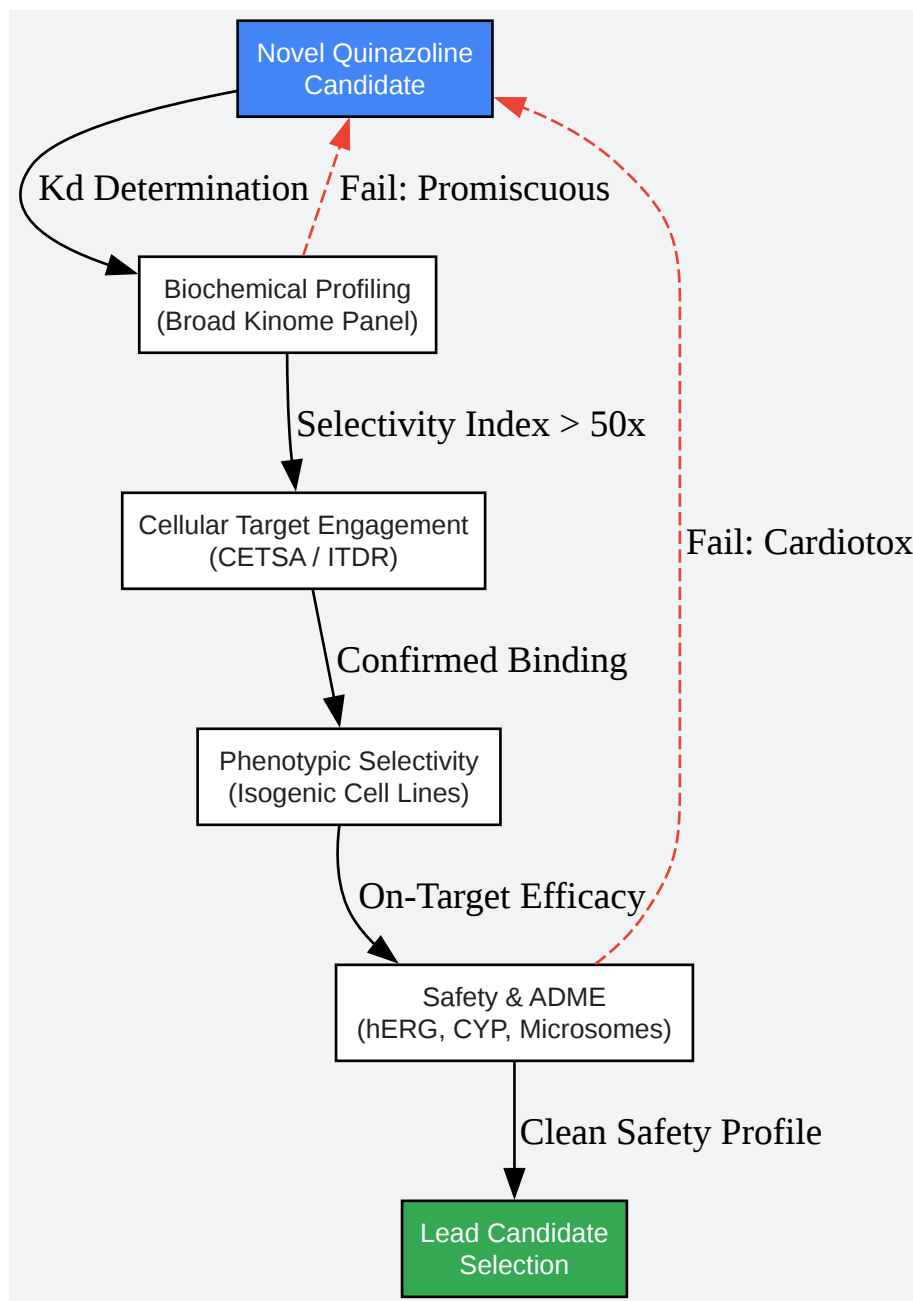 Novel Quinazoline
Candidate
Kd Determination
Fail: Promiscuous
Biochemical Profiling
(Broad Kinome Panel)
Selectivity Index > 50x
Cellular Target Engagement
(CETSA / ITDR)
Fail: Cardiotox
Confirmed Binding
Phenotypic Selectivity
(Isogenic Cell Lines)
On-Target Efficacy
Safety & ADME
(hERG, CYP, Microsomes)
Clean Safety Profile
Lead Candidate
Selection